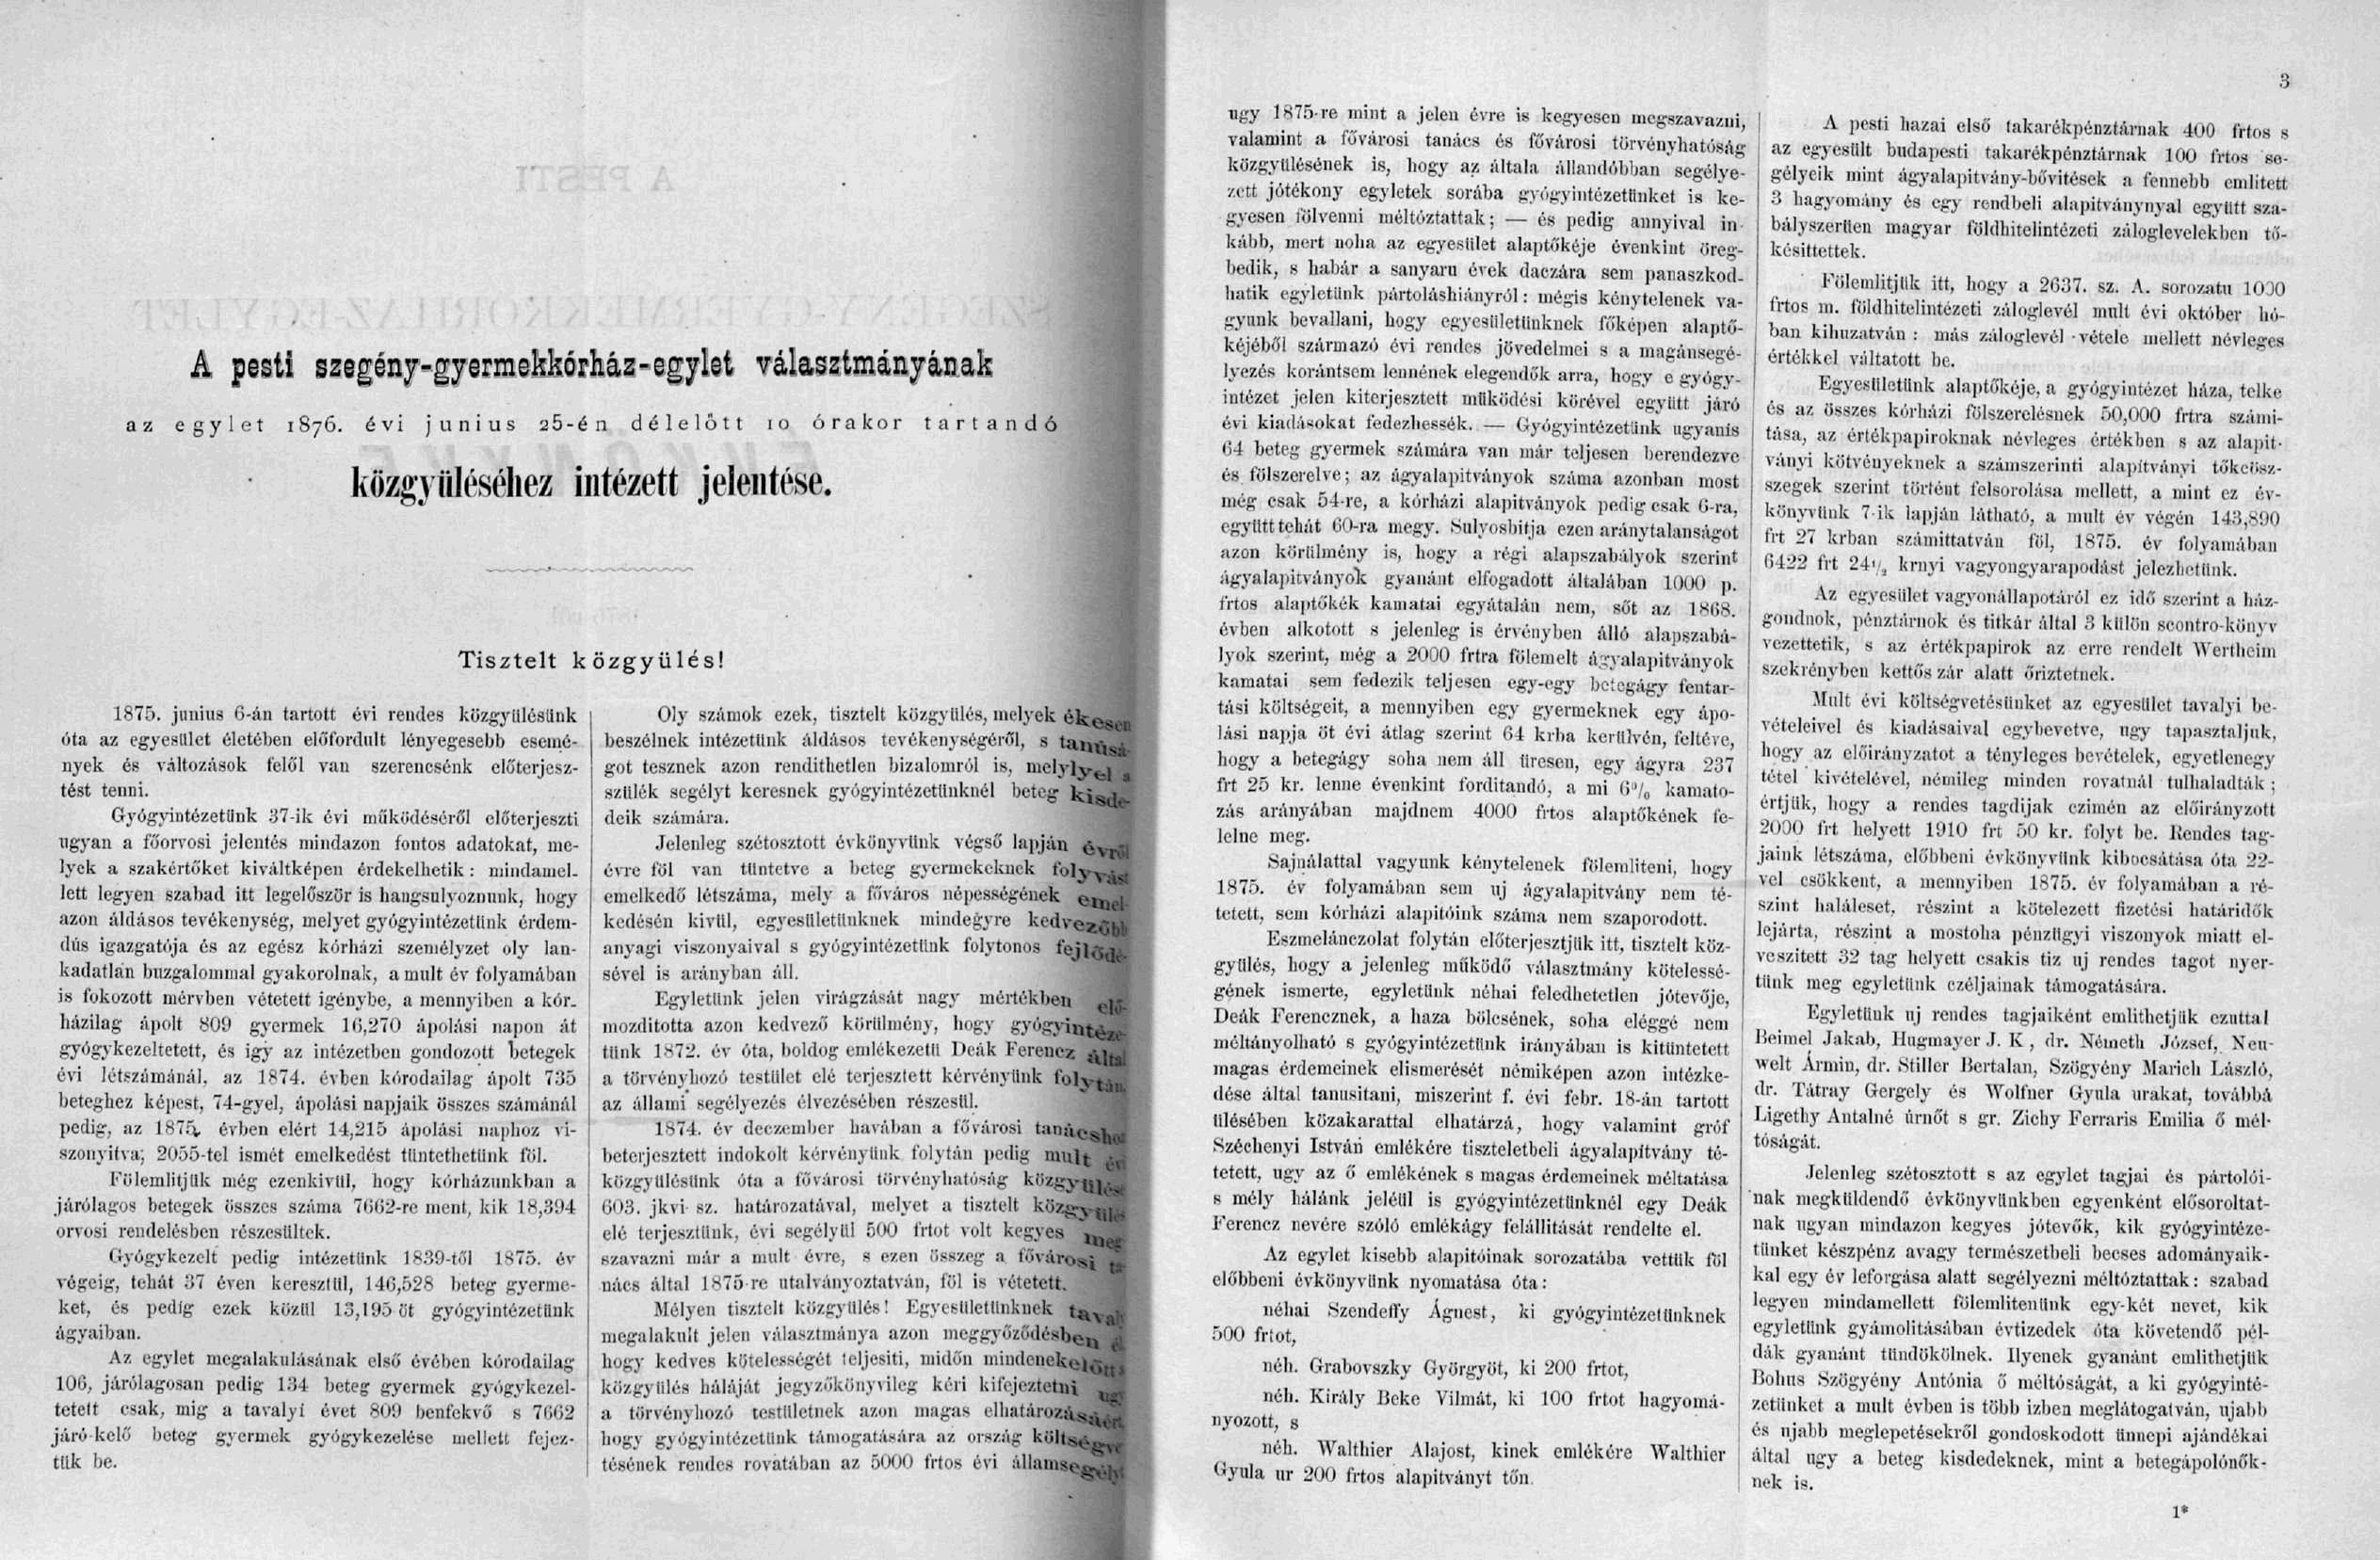 A pesti szegény-gyermekkórház-egylet választmányának
az egylet 1876. évi junius 25-én délelőtt 10 órakor tartandó
közgyüléséhez intézett jelentése.
Tisztelt közgyülés!
1875. junius 6-án tartott évi rendes közgyülésünk
óta az egyesület életében előfordult lényegesebb esemé-
nyek és változások felől van szerencsénk előterjesz-
tést tenni.
Gyógyintézetünk 37-ik évi működéséről előterjeszti
ugyan a főorvosi jelentés mindazon fontos adatokat, me-
lyek a szakértőket kiváltképen érdekelhetik: mindamel-
lett legyen szabad itt legelőször is hangsulyoznunk, hogy
azon áldásos tevékenység, melyet gyógyintézetünk érdem-
dús igazgatója és az egész kórházi személyzet oly lan-
kadatlan buzgalommal gyakorolnak, a mult év folyamában
is fokozott mérvben vétetett igénybe, a mennyiben a kór-
házilag ápolt 809 gyermek 16,270 ápolási napon át
gyógykezeltetett, és igy az intézetben gondozott betegek
évi létszámánál, az 1874. évben kórodailag ápolt 735
beteghez képest, 74-gyel, ápolási napjaik összes számánál
pedig, az 1875. évben elért 14,215 ápolási naphoz vi-
szonyitva; 2055-tel ismét emelkedést tüntethetünk föl.
Fölemlitjük még ezenkivül, hogy kórházunkban a
járólagos betegek összes száma 7662-re ment, kik 18,394
orvosi rendelésben részesültek.
Gyógykezelt pedig intézetünk 1839-től 1875. év
végeig, tehát 37 éven keresztül, 146,528 beteg gyerme-
ket, és pedig ezek közül 13,195-öt gyógyintézetünk
ágyaiban.
Az egylet megalakulásának első évében kórodailag
106, járólagosan pedig 134 beteg gyermek gyógykezel-
tetett csak, mig a tavalyi évet 809 benfekvő s 7662
járó-kelő beteg gyermek gyógykezelése mellett fejez-
tük be.
Oly számok ezek, tisztelt közgyülés, melyek ékesen
beszélnek intézetünk áldásos tevékenységéről, s tanúsá-
got tesznek azon rendithetlen bizalomról is, melylyel a
szülék segélyt keresnek gyógyintézetünknél beteg kisde-
deik számára.
Jelenleg szétosztott évkönyvünk végső lapján évről
évre föl van tüntetve a beteg gyermekeknek folyvást
emelkedő létszáma, mely a főváros népességének emel-
kedésén kivül, egyesületünknek mindegyre kedvezőbb
anyagi viszonyaival s gyógyintézetünk folytonos fejlődé-
sével is arányban áll.
Egyletünk jelen virágzását nagy mértékben elő-
mozditotta azon kedvező körülmény, hogy gyógyintéze-
tünk 1872. év óta, boldog emlékezetü Deák Ferencz által
a törvényhozó testület elé terjesztett kérvényünk folytán,
az állami segélyezés élvezésében részesül.
1874. év deczember havában a fővárosi tanácshoz
beterjesztett indokolt kérvényünk folytán pedig mult év
közgyülésünk óta a fővárosi törvényhatóság közgyülése
603. jkvi sz. határozatával, melyet a tisztelt közgyülés
elé terjesztünk, évi segélyül 500 frtot volt kegyes meg
szavazni már a mult évre, s ezen összeg a fővárosi ta-
nács által 1875-re utalványoztatván, föl is vétetett.
Mélyen tisztelt közgyülés! Egyesületünknek tavaly
megalakult jelen választmánya azon meggyőződésben él
hogy kedves kötelességét teljesiti, midőn mindenekelőtt a
közgyülés háláját jegyzőkönyvileg kéri kifejeztetni ugy
a törvényhozó testületnek azon magas elhatározásáért,
hogy gyógyintézetünk támogatására az ország költségve-
tésének rendes rovatában az 5000 frtos évi államsegélyt
3
ugy 1875-re mint a jelen évre is kegyesen megszavazni,
valamint a fővárosi tanács és fővárosi törvényhatóság
közgyülésének is, hogy az általa állandóbban segélye-
zett jótékony egyletek sorába gyógyintézetünket is ke-
gyesen fölvenni méltóztattak; — és pedig annyival in-
kább, mert noha az egyesület alaptőkéje évenkint öreg-
bedik, s habár a sanyaru évek daczára sem panaszkod-
hatik egyletünk pártoláshiányról: mégis kénytelenek va-
gyunk bevallani, hogy egyesületünknek főképen alaptő-
kéjéből származó évi rendes jövedelmei s a magánsegé-
lyezés korántsem lennének elegendők arra, hogy e gyógy-
intézet jelen kiterjesztett működési körével együtt járó
évi kiadásokat fedezhessék. — Gyógyintézetünk ugyanis
64 beteg gyermek számára van már teljesen berendezve
és fölszerelve; az ágyalapitványok száma azonban most
még csak 54-re, a kórházi alapitványok pedig csak 6-ra,
együtt tehát 60-ra megy. Sulyosbitja ezen aránytalanságot
azon körülmény is, hogy a régi alapszabályok szerint
ágyalapitványok gyanánt elfogadott általában 1000 p.
frtos alaptőkék kamatai egyátalán nem, sőt az 1868.
évben alkotott s jelenleg is érvényben álló alapszabá-
lyok szerint, még a 2000 frtra fölemelt ágyalapitványok
kamatai sem fedezik teljesen egy-egy betegágy fentar-
tási költségeit, a mennyiben egy gyermeknek egy ápo-
lási napja öt évi átlag szerint 64 krba kerülvén, feltéve,
hogy a betegágy soha nem áll üresen, egy ágyra 237
frt 25 kr. lenne évenkint forditandó, a mi 6% kamato-
zás arányában majdnem 4000 frtos alaptőkének fe-
lelne meg.
Sajnálattal vagyunk kénytelenek fölemliteni, hogy
1875. év folyamában sem uj ágyalapitvány nem té-
tetett, sem kórházi alapitóink száma nem szaporodott.
Eszmelánczolat folytán előterjesztjük itt, tisztelt köz-
gyülés, hogy a jelenleg működő választmány kötelessé-
gének ismerte, egyletünk néhai feledhetetlen jótevője,
Deák Ferencznek, a haza bölcsének, soha eléggé nem
méltányolható s gyógyintézetünk irányában is kitüntetett
magas érdemeinek elismerését némiképen azon intézke-
dése által tanusitani, miszerint f. évi febr. 18-án tartott
ülésében közakarattal elhatárzá, hogy valamint gróf
Széchenyi István emlékére tiszteletbeli ágyalapitvány té-
tetett, ugy az ő emlékének s magas érdemeinek méltatása
s mély hálánk jeléül is gyógyintézetünknél egy Deák
Ferencz nevére szóló emlékágy felállitását rendelte el.
Az egylet kisebb alapitóinak sorozatába vettük föl
előbbeni évkönyvünk nyomatása óta:
néhai Szendeffy Ágnest, ki gyógyintézetünknek
500 frtot,
néh. Grabovszky Györgyöt, ki 200 frtot,
néh. Király Beke Vilmát, ki 100 frtot hagyomá-
nyozott, s
néh. Walthier Alajost, kinek emlékére Walthier
Gyula ur 200 frtos alapitványt tőn.
A pesti hazai első takarékpénztárnak 400 frtos s
az egyesült budapesti takarékpénztárnak 100 frtos se-
gélyeik mint ágyalapitvány-bővitések a fennebb emlitett
3 hagyomány és egy rendbeli alapitványnyal együtt sza-
bályszerüen magyar földhitelintézeti záloglevelekben tő-
késittettek.
Fölemlitjük itt, hogy a 2637. sz. A. sorozatu 1000
frtos m. földhitelintézeti záloglevél mult évi október hó-
ban kihuzatván: más záloglevél vétele mellett névleges
értékkel váltatott be.
Egyesületünk alaptőkéje, a gyógyintézet háza, telke
és az összes kórházi fölszerelésnek 50,000 frtra számi-
tása, az értékpapiroknak névleges értékben s az alapit-
ványi kötvényeknek a számszerinti alapítványi tőkeösz-
szegek szerint történt felsorolása mellett, a mint ez év-
könyvünk 7-ik lapján látható, a mult év végén 143,890
frt 27 krban számittatván föl, 1875. év folyamában
6422 frt 24½ krnyi vagyongyarapodást jelezhetünk.
Az egyesület vagyonállapotáról ez idő szerint a ház-
gondnok, pénztárnok és titkár által 3 külön scontro-könyv
vezettetik, s az értékpapirok az erre rendelt Wertheim
szekrényben kettős zár alatt őriztetnek.
Mult évi költségvetésünket az egyesület tavalyi be-
vételeivel és kiadásaival egybevetve, ugy tapasztaljuk,
hogy az előirányzatot a tényleges bevételek, egyetlenegy
tétel kivételével, némileg minden rovatnál tulhaladták;
értjük, hogy a rendes tagdijak czimén az előirányzott
2000 frt helyett 1910 frt 50 kr. folyt be. Rendes tag-
jaink létszáma, előbbeni évkönyvünk kibocsátása óta 22-
vel csökkent, a mennyiben 1875. év folyamában a ré-
szint haláleset, részint a kötelezett fizetési határidők
lejárta, részint a mostoha pénzügyi viszonyok miatt el-
veszitett 32 tag helyett csakis tiz uj rendes tagot nyer-
tünk meg egyletünk czéljainak támogatására.
Egyletünk uj rendes tagjaiként emlithetjük ezuttal
Beimel Jakab, Hugmayer J. K, dr. Németh József, Neu-
welt Ármin, dr. Stiller Bertalan, Szögyény Marich László,
dr. Tátray Gergely és Wolfner Gyula urakat, továbbá
Ligethy Antalné úrnőt s gr. Zichy Ferraris Emilia ő mél-
tóságát.
Jelenleg szétosztott s az egylet tagjai és pártolói-
nak megküldendő évkönyvünkben egyenként elősoroltat-
nak ugyan mindazon kegyes jótevők, kik gyógyintéze-
tünket készpénz avagy természetbeli becses adományaik-
kal egy év leforgása alatt segélyezni méltóztattak: szabad
legyen mindamellett fölemlitenünk egy-két nevet, kik
egyletünk gyámolitásában évtizedek óta követendő pél-
dák gyanánt tündökölnek. Ilyenek gyanánt emlithetjük
Bohus Szögyény Antónia ő méltóságát, a ki gyógyinté-
zetünket a mult évben is több izben meglátogatván, ujabb
és ujabb meglepetésekről gondoskodott ünnepi ajándékai
által ugy a beteg kisdedeknek, mint a betegápolónők-
nek is.
1*